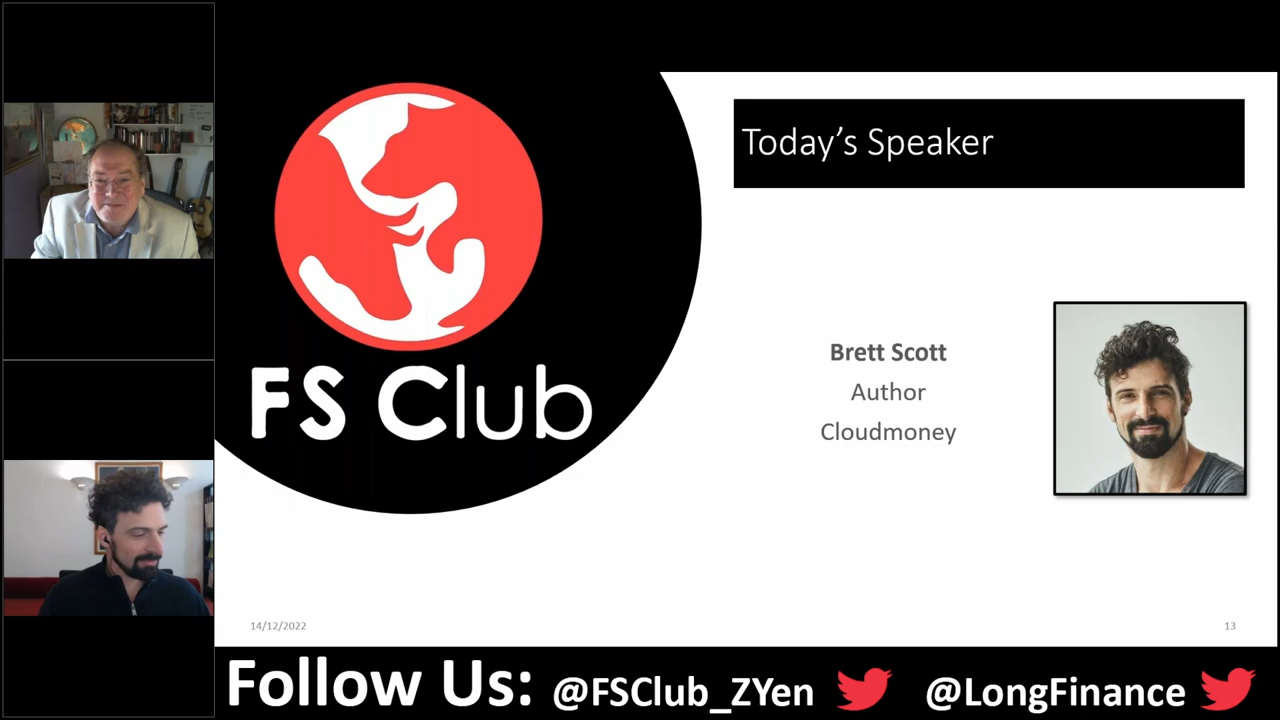 Today's Speaker
FS Club
Brett Scott
Author
Cloudmoney
14/12/2022
13
Follow Us: @FSClub_ZYen @LongFinance